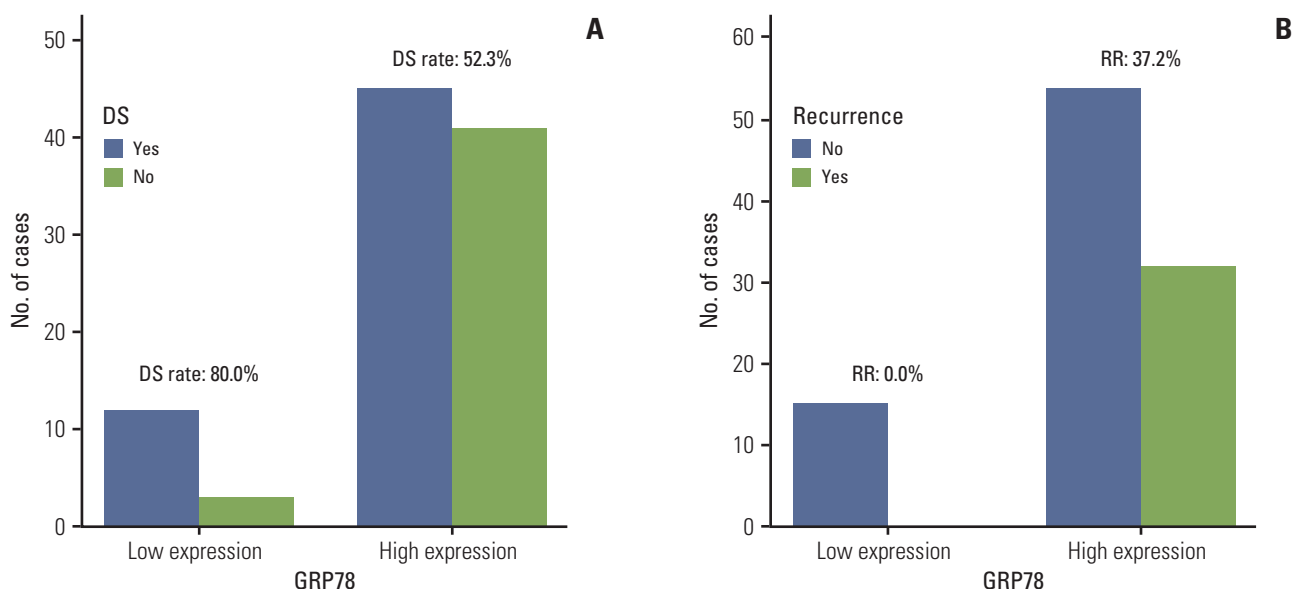 A
50
40
30
20
10
0
No. of cases
DS
Yes
No
DS rate: 80.0%
DS rate: 52.3%
Low expression
High expression
GRP78
B
60
50
40
30
20
10
0
No. of cases
Recurrence
No
Yes
RR: 0.0%
RR: 37.2%
Low expression
High expression
GRP78